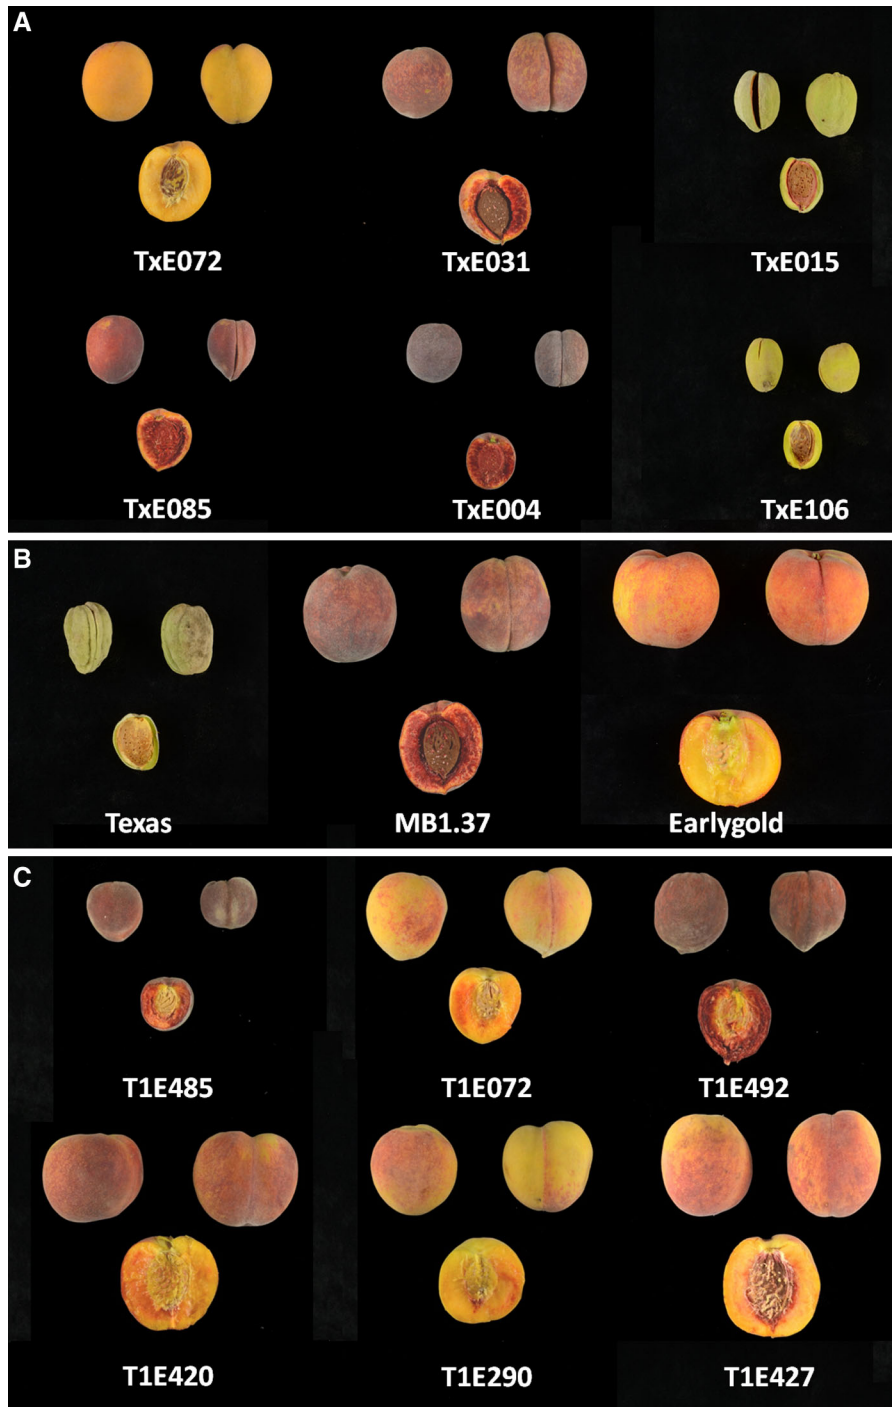 A
TxE072 TxE031 TxE015
TxE085 TxE004 TxE106
B
Texas MB1.37 Earlygold
C
T1E485 T1E072 T1E492
T1E420 T1E290 T1E427